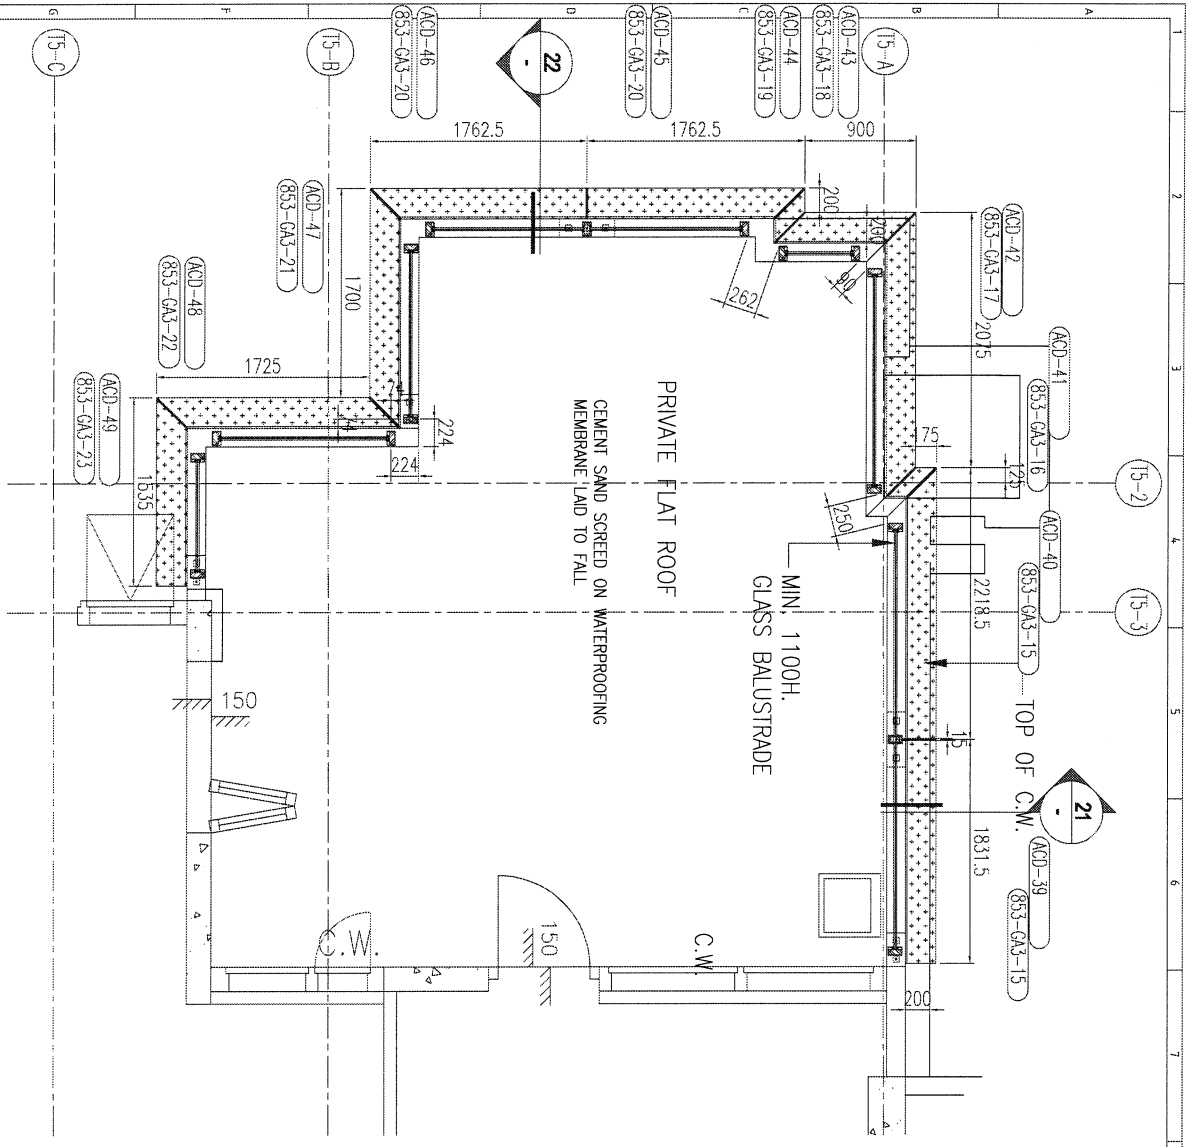 A
B
C
D
F
G
1
2
3
4
5
6
7
T5-A
T5-B
T5-C
T5-2
T5-3
ACD-46
853-GA3-20
22
-
ACD-45
853-GA3-20
ACD-44
853-GA3-19
ACD-43
853-GA3-18
1762.5
1762.5
900
ACD-42
853-GA3-17
2075
ACD-41
853-GA3-16
ACD-40
853-GA3-15
2218.5
TOP OF C.W.
21
-
ACD-39
853-GA3-15
1831.5
ACD-47
853-GA3-21
1700
ACD-48
853-GA3-22
1725
ACD-49
853-GA3-23
1535
200
200
80
262
75
125
250
15
224
224
200
PRIVATE FLAT ROOF
CEMENT SAND SCREED ON WATERPROOFING
MEMBRANE LAID TO FALL
MIN. 1100H.
GLASS BALUSTRADE
150
150
C.W.
C.W.